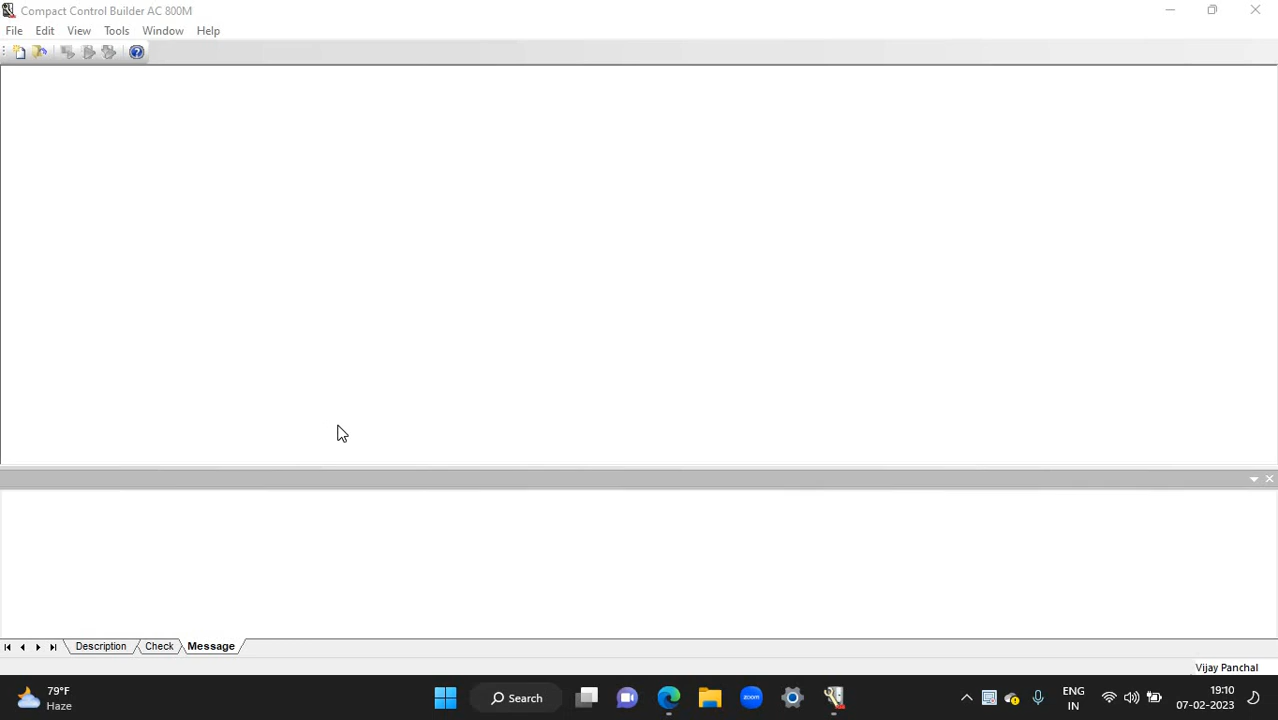 Compact Control Builder AC 800M
File Edit View Tools Window Help
Description Check Message
Vijay Panchal
79°F
Haze
Search
zoom
ENG
IN
19:10
07-02-2023